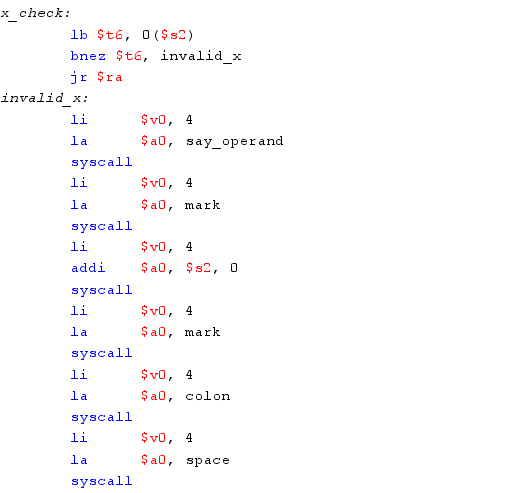 x_check:
lb $t6, 0($s2)
bnez $t6, invalid_x
jr $ra
invalid_x:
li $v0, 4
la $a0, say_operand
syscall
li $v0, 4
la $a0, mark
syscall
li $v0, 4
addi $a0, $s2, 0
syscall
li $v0, 4
la $a0, mark
syscall
li $v0, 4
la $a0, colon
syscall
li $v0, 4
la $a0, space
syscall